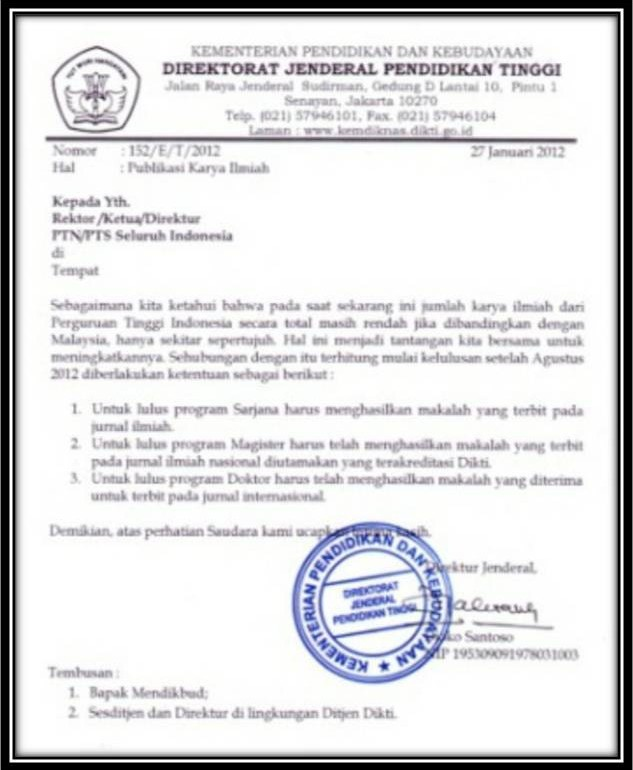 TUT WURI HANDAYANI
KEMENTERIAN PENDIDIKAN DAN KEBUDAYAAN
DIREKTORAT JENDERAL PENDIDIKAN TINGGI
Jalan Raya Jenderal Sudirman, Gedung D Lantai 10, Pintu 1
Senayan, Jakarta 10270
Telp. (021) 57946101, Fax. (021) 57946104
Laman : www.kemdiknas.dikti.go.id
Nomor : 152/E/T/2012 27 Januari 2012
Hal : Publikasi Karya Ilmiah
Kepada Yth.
Rektor/Ketua/Direktur
PTN/PTS Seluruh Indonesia
di
Tempat
Sebagaimana kita ketahui bahwa pada saat sekarang ini jumlah karya ilmiah dari
Perguruan Tinggi Indonesia secara total masih rendah jika dibandingkan dengan
Malaysia, hanya sekitar sepertujuh. Hal ini menjadi tantangan kita bersama untuk
meningkatkannya. Sehubungan dengan itu terhitung mulai kelulusan setelah Agustus
2012 diberlakukan ketentuan sebagai berikut :
1. Untuk lulus program Sarjana harus menghasilkan makalah yang terbit pada
jurnal ilmiah.
2. Untuk lulus program Magister harus telah menghasilkan makalah yang terbit
pada jurnal ilmiah nasional diutamakan yang terakreditasi Dikti.
3. Untuk lulus program Doktor harus telah menghasilkan makalah yang diterima
untuk terbit pada jurnal internasional.
Demikian, atas perhatian Saudara kami ucapkan terima kasih.
Direktur Jenderal,
KEMENTERIAN PENDIDIKAN DAN KEBUDAYAAN
DIREKTORAT
JENDERAL
PENDIDIKAN TINGGI
Santoso
NIP 195309091978031003
Tembusan :
1. Bapak Mendikbud;
2. Sesditjen dan Direktur di lingkungan Ditjen Dikti.